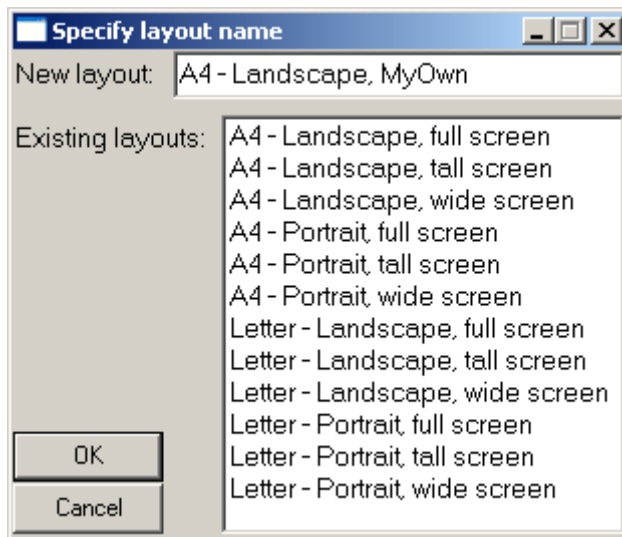 Specify layout name
New layout: A4 - Landscape, MyOwn
Existing layouts:
A4 - Landscape, full screen
A4 - Landscape, tall screen
A4 - Landscape, wide screen
A4 - Portrait, full screen
A4 - Portrait, tall screen
A4 - Portrait, wide screen
Letter - Landscape, full screen
Letter - Landscape, tall screen
Letter - Landscape, wide screen
Letter - Portrait, full screen
Letter - Portrait, tall screen
Letter - Portrait, wide screen
OK
Cancel